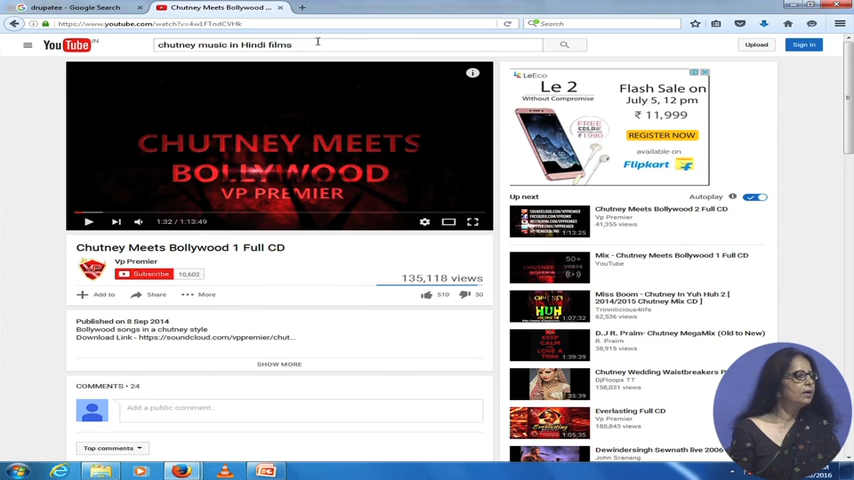 drupatee - Google Search
Chutney Meets Bollywood ...
https://www.youtube.com/watch?v=4w1FTndCVHk
Search
YouTube IN
chutney music in Hindi films
Upload
Sign in
CHUTNEY MEETS
BOLLYWOOD
VP PREMIER
1:32 / 1:13:49
Chutney Meets Bollywood 1 Full CD
Vp Premier
Subscribe 10,602
135,118 views
Add to
Share
More
510
30
Published on 8 Sep 2014
Bollywood songs in a chutney style
Download Link - https://soundcloud.com/vppremier/chut...
SHOW MORE
COMMENTS • 24
Add a public comment...
Top comments
LeEco
Le 2
Without Compromise
Flash Sale on
July 5, 12 pm
₹ 11,999
REGISTER NOW
available on
Flipkart
Up next
Autoplay
Chutney Meets Bollywood 2 Full CD
Vp Premier
41,355 views
1:13:25
50+
VIDEOS
Mix - Chutney Meets Bollywood 1 Full CD
YouTube
Miss Boom - Chutney In Yuh Huh 2 [
2014/2015 Chutney Mix CD ]
Trinnilicious4life
62,536 views
1:07:32
D.J R. Praim- Chutney MegaMix (Old to New)
R. Praim
38,915 views
1:39:39
Chutney Wedding Waistbreakers P
DjFloops TT
158,031 views
35:39
Everlasting Full CD
180,843 views
1:05:35
Dewindersingh Sewnath live 2006
John Sranang